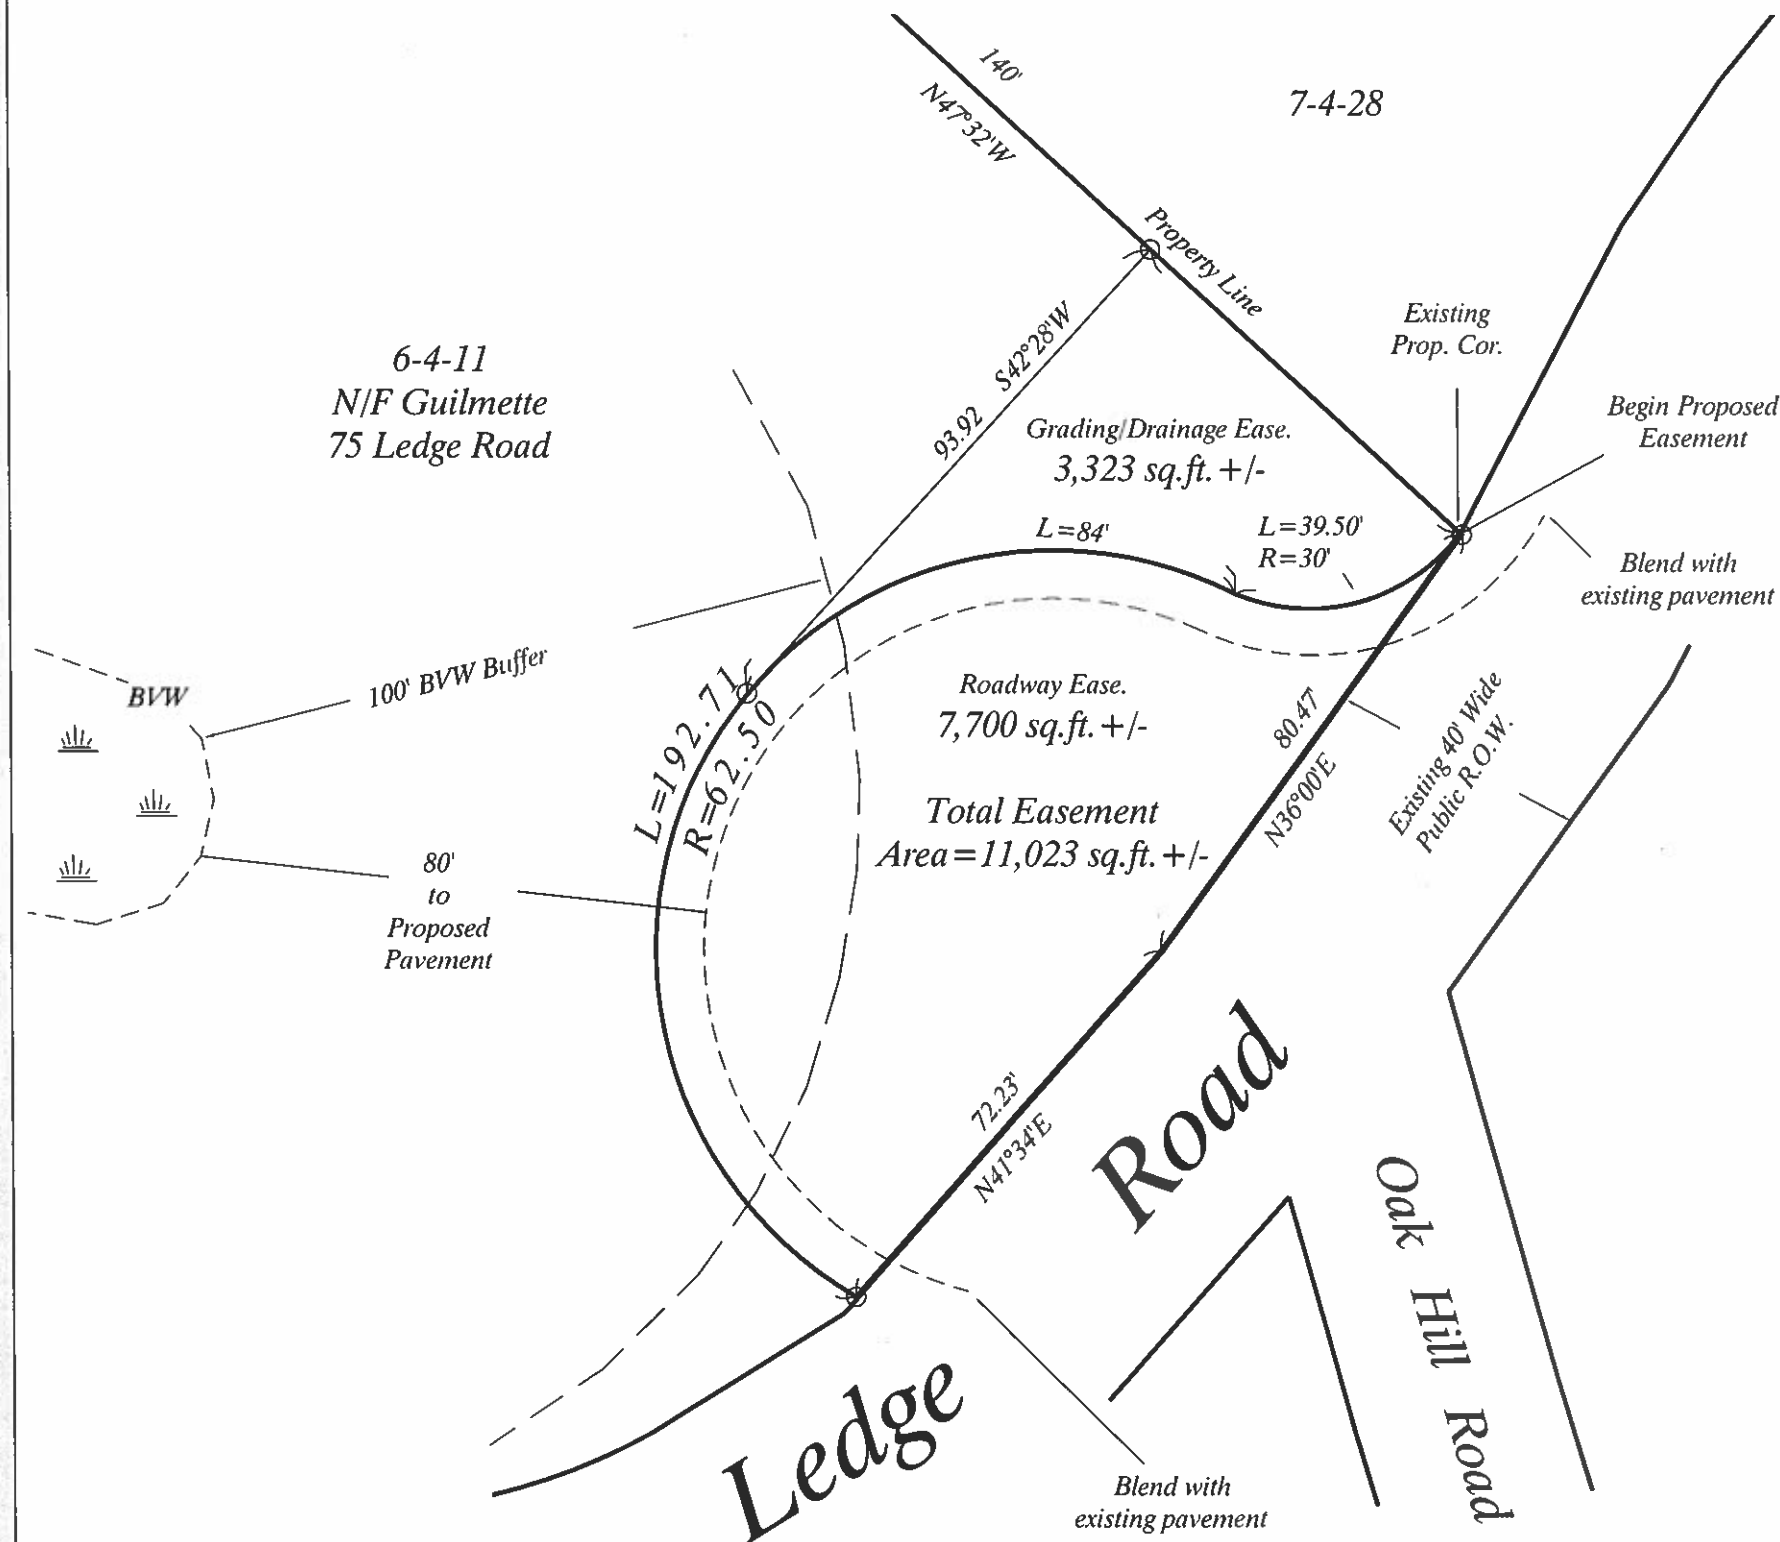 140'
N47°32'W
7-4-28
Property Line
Existing
Prop. Cor.
Begin Proposed
Easement
6-4-11
N/F Guilmette
75 Ledge Road
93.92
S42°28'W
Grading/Drainage Ease.
3,323 sq.ft.+/-
L=84'
L=39.50'
R=30'
Blend with
existing pavement
100' BVW Buffer
BVW
L=192.71
R=62.50
Roadway Ease.
7,700 sq.ft.+/-
Total Easement
Area=11,023 sq.ft.+/-
80.47'
N36°00'E
Existing 40' Wide
Public R.O.W.
80'
to
Proposed
Pavement
72.23'
N41°34'E
Ledge Road
Oak Hill Road
Blend with
existing pavement